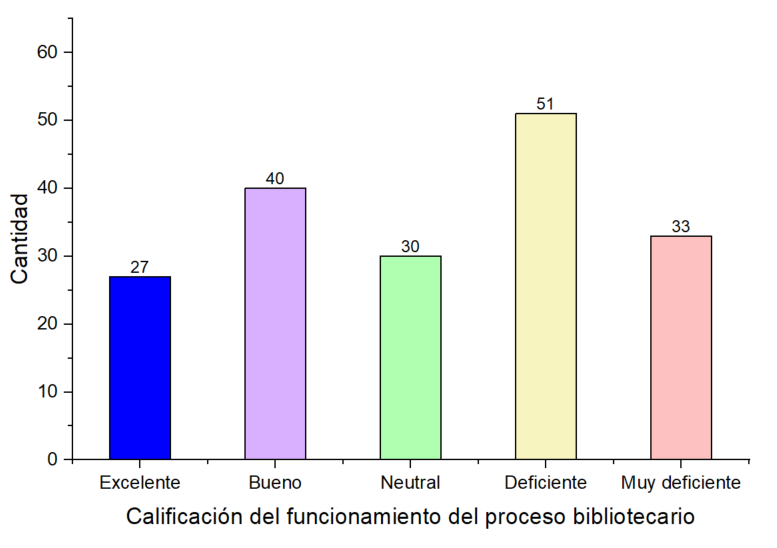 60
50
40
30
20
10
0
Cantidad
27
40
30
51
33
Excelente
Bueno
Neutral
Deficiente
Muy deficiente
Calificación del funcionamiento del proceso bibliotecario